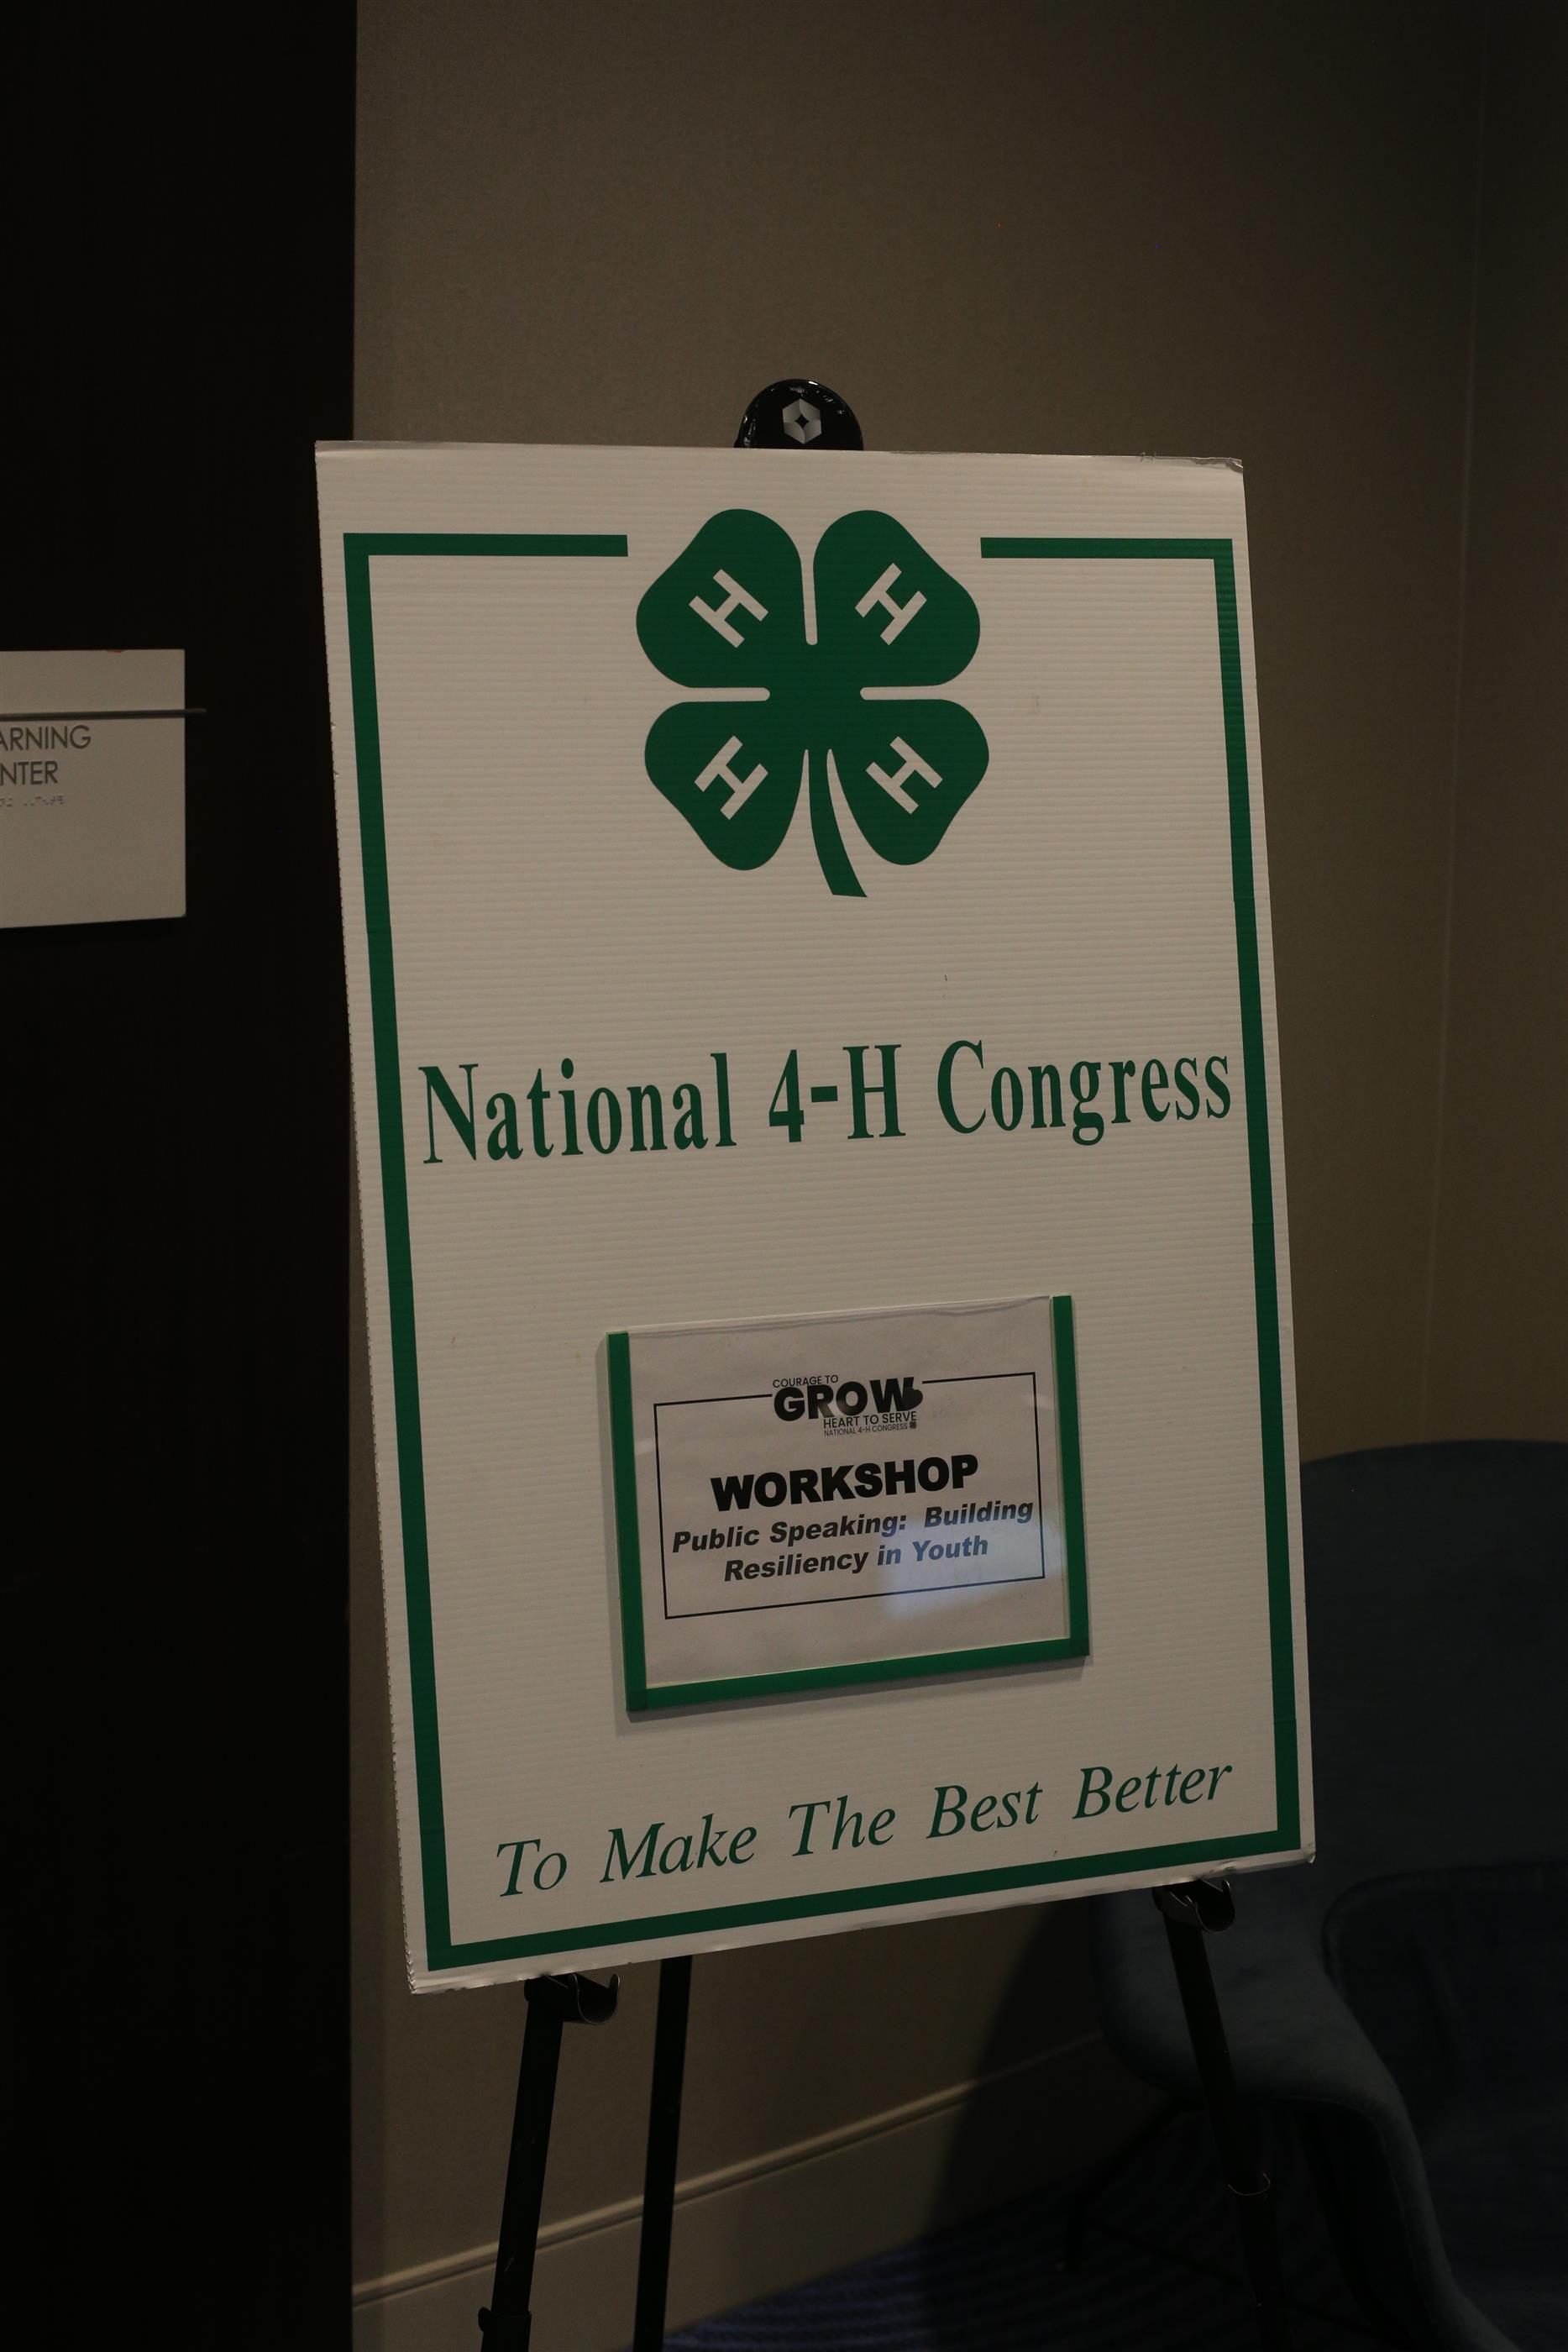 ARNING
NTER
H H
H H
National 4-H Congress
COURAGE TO
GROW
HEART TO SERVE
NATIONAL 4-H CONGRESS
WORKSHOP
Public Speaking: Building
Resiliency in Youth
To Make The Best Better